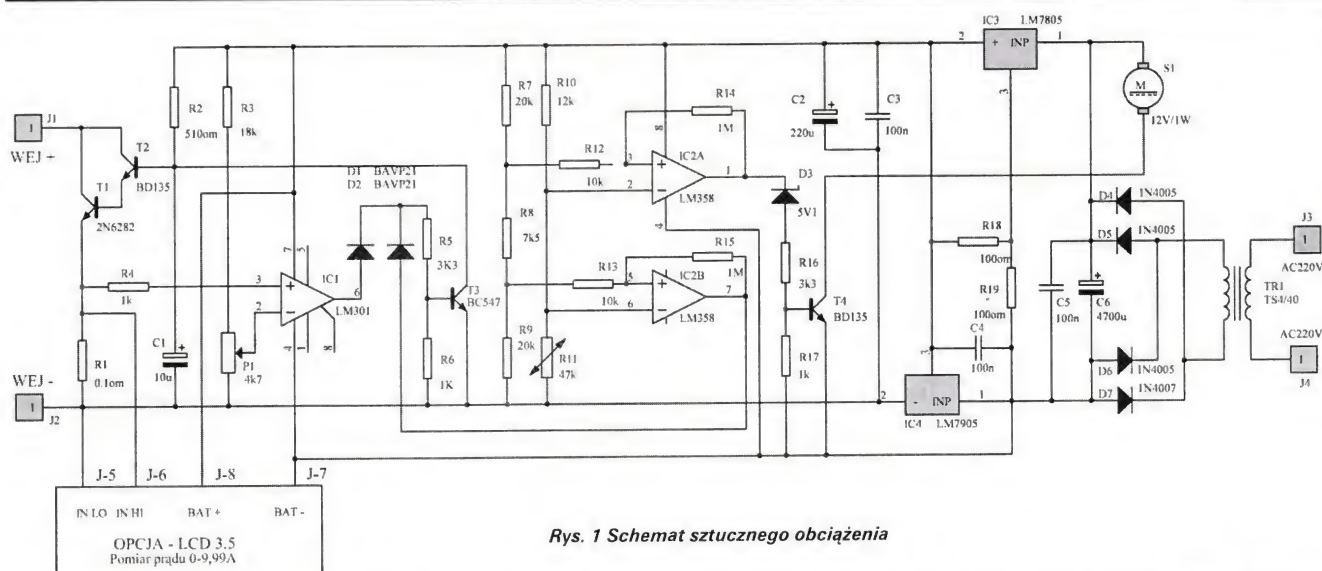 J1
1
WEJ +
T1
2N6282
T2
BD135
R2
510om
R3
18k
R4
1k
R1
0.1om
WEJ -
1
J2
C1
10u
P1
4k7
3
2
7
5
IC1
6
LM301
4
1
8
D1 BAVP21
D2 BAVP21
R5
3K3
R6
1K
T3
BC547
R7
20k
R10
12k
R12
10k
R8
7k5
R13
10k
R9
20k
R11
47k
R14
1M
8
3
2
IC2A
1
LM358
4
R15
1M
5
6
IC2B
7
LM358
D3
5V1
R16
3k3
R17
1k
T4
BD135
C2
220u
C3
100n
IC3 LM7805
2
+ INP
1
3
S1
M
12V/1W
R18
100om
R19
100om
C4
100n
3
2
- INP
1
IC4 LM7905
C5
100n
C6
4700u
D4 1N4005
D5 1N4005
D6 1N4005
D7 1N4007
TR1
TS4/40
J3
1
AC220V
AC220V
1
J4
J-5 J-6 J-8 J-7
IN LO IN HI BAT + BAT -
OPCJA - LCD 3.5
Pomiar prądu 0-9,99A
Rys. 1 Schemat sztucznego obciążenia